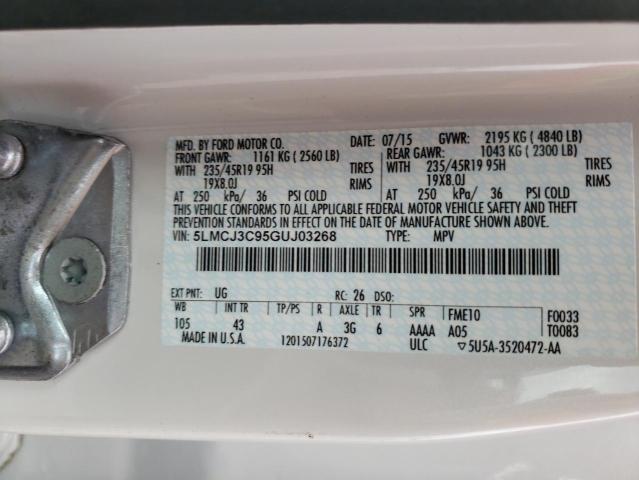 MFD. BY FORD MOTOR CO. 07/15 GVWR: 2195 KG ( 4840 LB)
FRONT GAWR: 1161 KG ( 2560 LB) REAR GAWR: 1043 KG ( 2300 LB)
WITH 235/45R19 95H TIRES WITH 235/45R19 95H TIRES
19X8.0J RIMS 19X8.0J RIMS
AT 250 kPa/ 36 PSI COLD AT 250 kPa/ 36 PSI COLD
THIS VEHICLE CONFORMS TO ALL APPLICABLE FEDERAL MOTOR VEHICLE SAFETY AND THEFT
PREVENTION STANDARDS IN EFFECT ON THE DATE OF MANUFACTURE SHOWN ABOVE.
VIN: 5LMCJ3C95GUJ03268 TYPE: MPV
EXT PNT: UG RC: 26 DSO:
WB INT TR TP/PS R AXLE TR SPR FME10 F0033
105 43 A 3G 6 AAAA A05 T0083
MADE IN U.S.A. 1201507176372 ULC ▽5U5A-3520472-AA